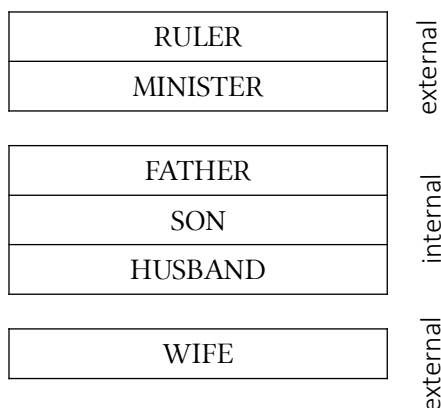 RULER
MINISTER
external
FATHER
SON
HUSBAND
internal
WIFE
external